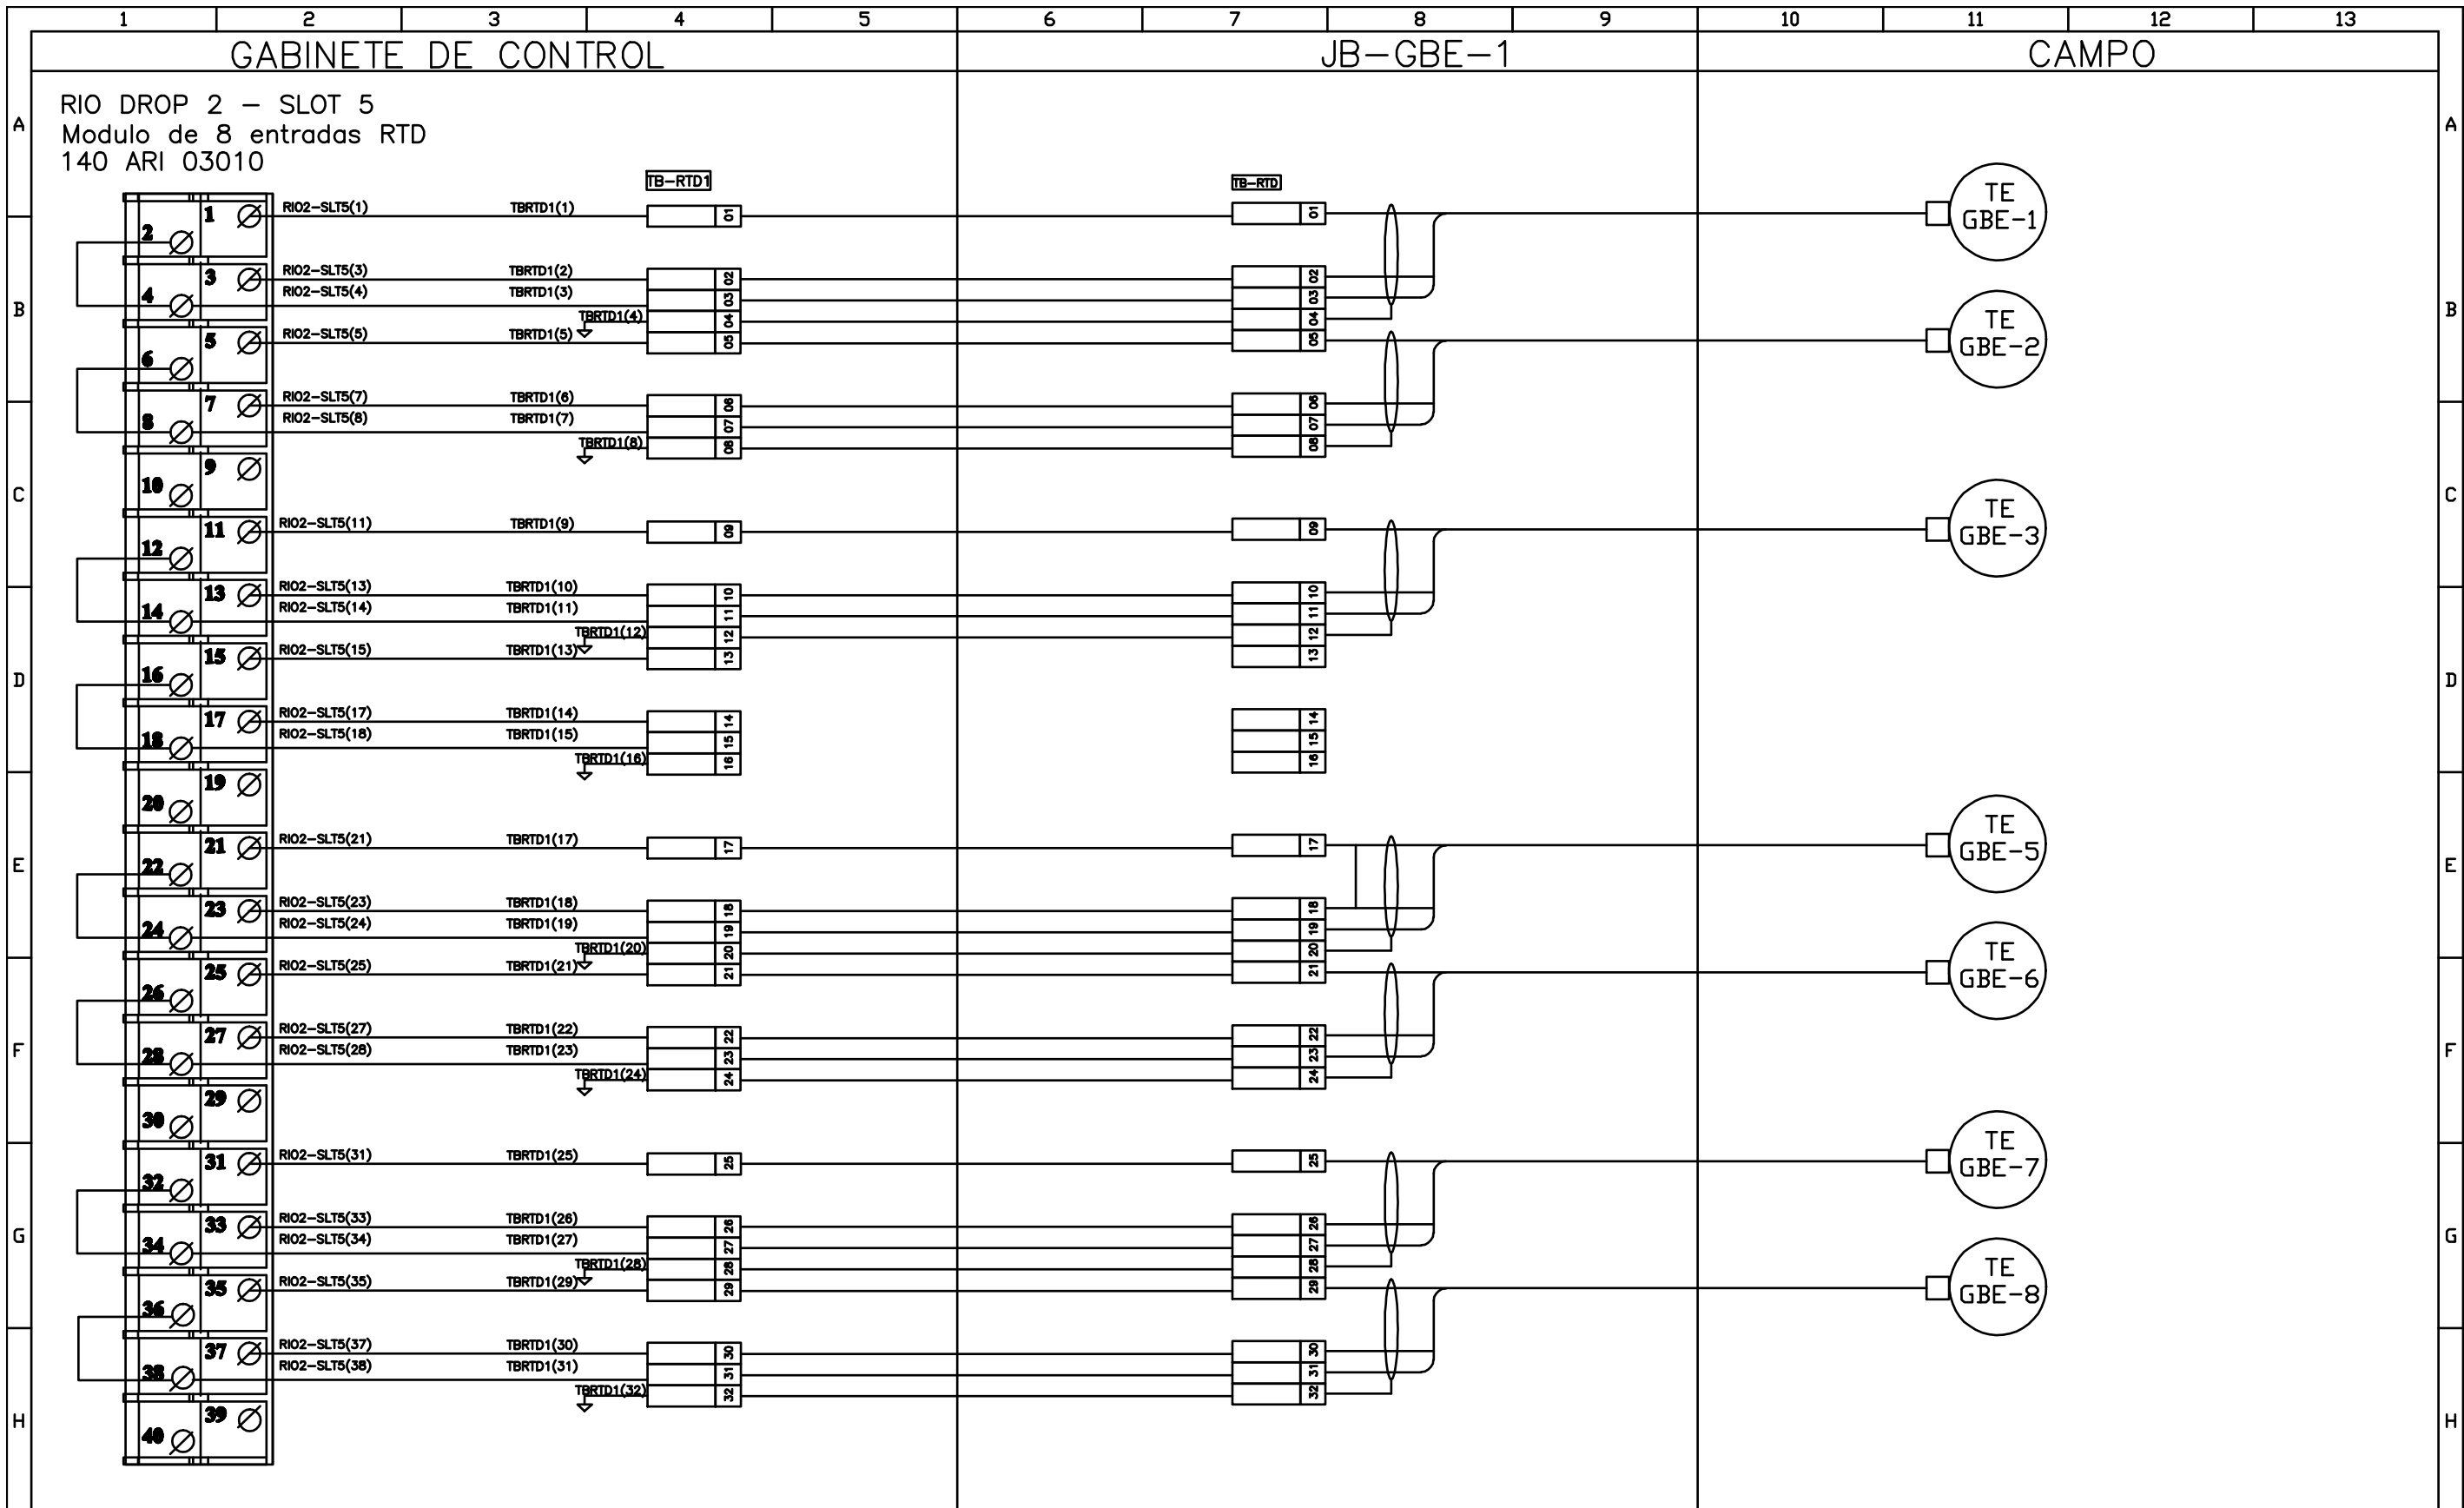 1 2 3 4 5 6 7 8 9 10 11 12 13
GABINETE DE CONTROL JB-GBE-1 CAMPO
RIO DROP 2 - SLOT 5
A A
Modulo de 8 entradas RTD
140 ARI 03010
TB-RTD1 TB-RTD
TE
1 RIO2-SLT5(1) TBRTD1(1) 01 01
GBE-1
2
3 RIO2-SLT5(3) TBRTD1(2) 02 02
4 RIO2-SLT5(4) TBRTD1(3) 03 03
B B
TBRTD1(4) 04 04
TE
5 RIO2-SLT5(5) TBRTD1(5) 05 05
GBE-2
6
7 RIO2-SLT5(7) TBRTD1(6) 06 06
8 RIO2-SLT5(8) TBRTD1(7) 07 07
TBRTD1(8) 08 08
9
10
C C
TE
11 RIO2-SLT5(11) TBRTD1(9) 09 09
GBE-3
12
13 RIO2-SLT5(13) TBRTD1(10) 10 10
14 RIO2-SLT5(14) TBRTD1(11) 11 11
TBRTD1(12) 12 12
15 RIO2-SLT5(15) TBRTD1(13) 13 13
16
D D
17 RIO2-SLT5(17) TBRTD1(14) 14 14
18 RIO2-SLT5(18) TBRTD1(15) 15 15
TBRTD1(16) 16 16
19
20
TE
21 RIO2-SLT5(21) TBRTD1(17) 17 17
GBE-5
22
E E
23 RIO2-SLT5(23) TBRTD1(18) 18 18
24 RIO2-SLT5(24) TBRTD1(19) 19 19
TBRTD1(20) 20 20
TE
25 RIO2-SLT5(25) TBRTD1(21) 21 21
GBE-6
26
27 RIO2-SLT5(27) TBRTD1(22) 22 22
28 RIO2-SLT5(28) TBRTD1(23) 23 23
F F
TBRTD1(24) 24 24
29
30
TE
31 RIO2-SLT5(31) TBRTD1(25) 25 25
GBE-7
32
33 RIO2-SLT5(33) TBRTD1(26) 26 26
34 RIO2-SLT5(34) TBRTD1(27) 27 27
G G
TBRTD1(28) 28 28
TE
35 RIO2-SLT5(35) TBRTD1(29) 29 29
GBE-8
36
37 RIO2-SLT5(37) TBRTD1(30) 30 30
38 RIO2-SLT5(38) TBRTD1(31) 31 31
TBRTD1(32) 32 32
39
H H
40